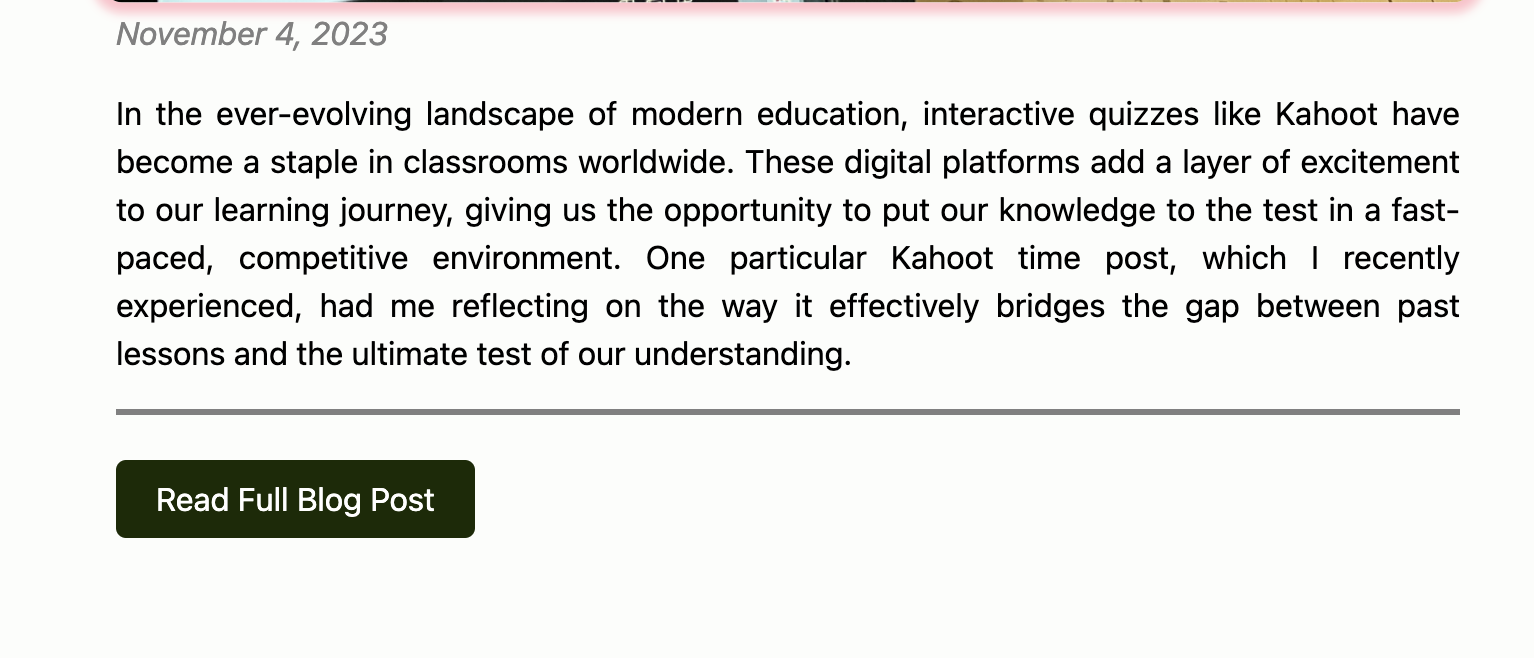 November 4, 2023
In the ever-evolving landscape of modern education, interactive quizzes like Kahoot have
become a staple in classrooms worldwide. These digital platforms add a layer of excitement
to our learning journey, giving us the opportunity to put our knowledge to the test in a fast-
paced, competitive environment. One particular Kahoot time post, which I recently
experienced, had me reflecting on the way it effectively bridges the gap between past
lessons and the ultimate test of our understanding.
Read Full Blog Post